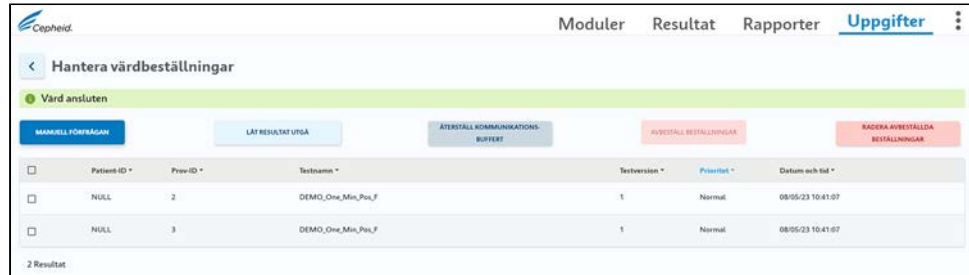 Cepheid.
Moduler Resultat Rapporter Uppgifter
Hantera värdbeställningar
Värd ansluten
MANUELL FÖRFRÅGAN LÅT RESULTAT UTGÅ ÅTERSTÄLL KOMMUNIKATIONS-
BUFFERT AVBESTÄLL BESTÄLLNINGAR RADERA AVBESTÄLLDA
BESTÄLLNINGAR
Patient-ID Prov-ID Testnamn Testversion Prioritet Datum och tid
NULL 2 DEMO_One_Min_Pos_F 1 Normal 08/05/23 10:41:07
NULL 3 DEMO_One_Min_Pos_F 1 Normal 08/05/23 10:41:07
2 Resultat